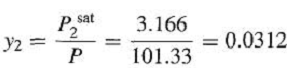 y₂ = P₂ˢᵃᵗ / P = 3.166 / 101.33 = 0.0312